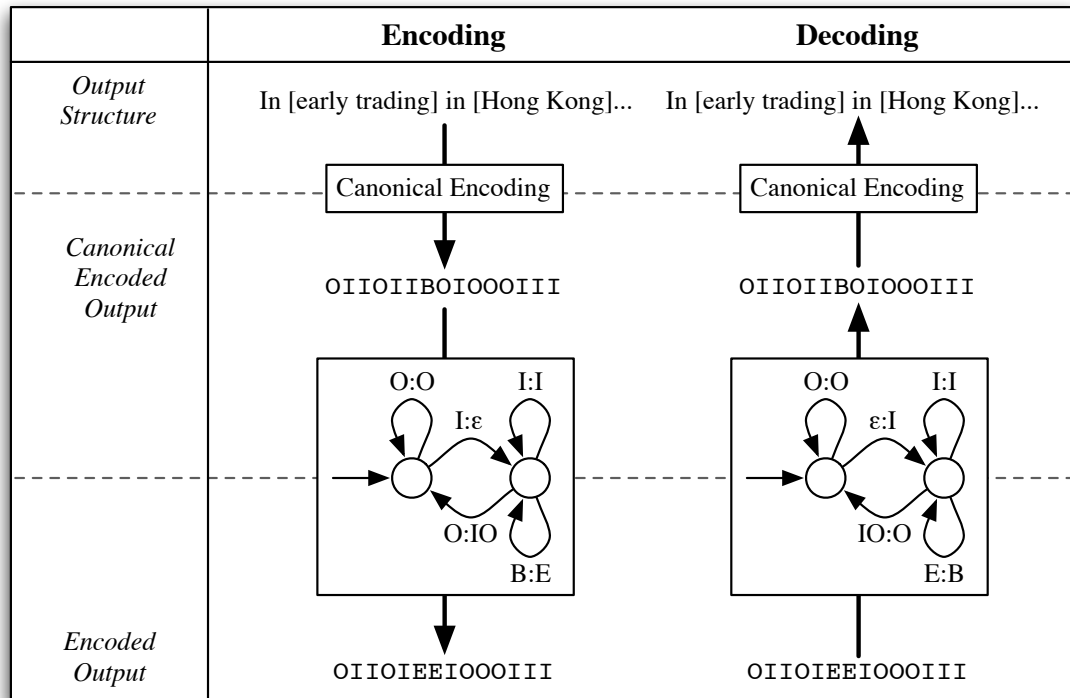 Encoding Decoding
Output Structure
In [early trading] in [Hong Kong]... In [early trading] in [Hong Kong]...
Canonical Encoding Canonical Encoding
Canonical
Encoded
Output
OIIOIIBOIOOOIII OIIOIIBOIOOOIII
O:O I:I O:O I:I
I:ε ε:I
O:IO IO:O
B:E E:B
Encoded
Output
OIIOIEEIOOOIII OIIOIEEIOOOIII